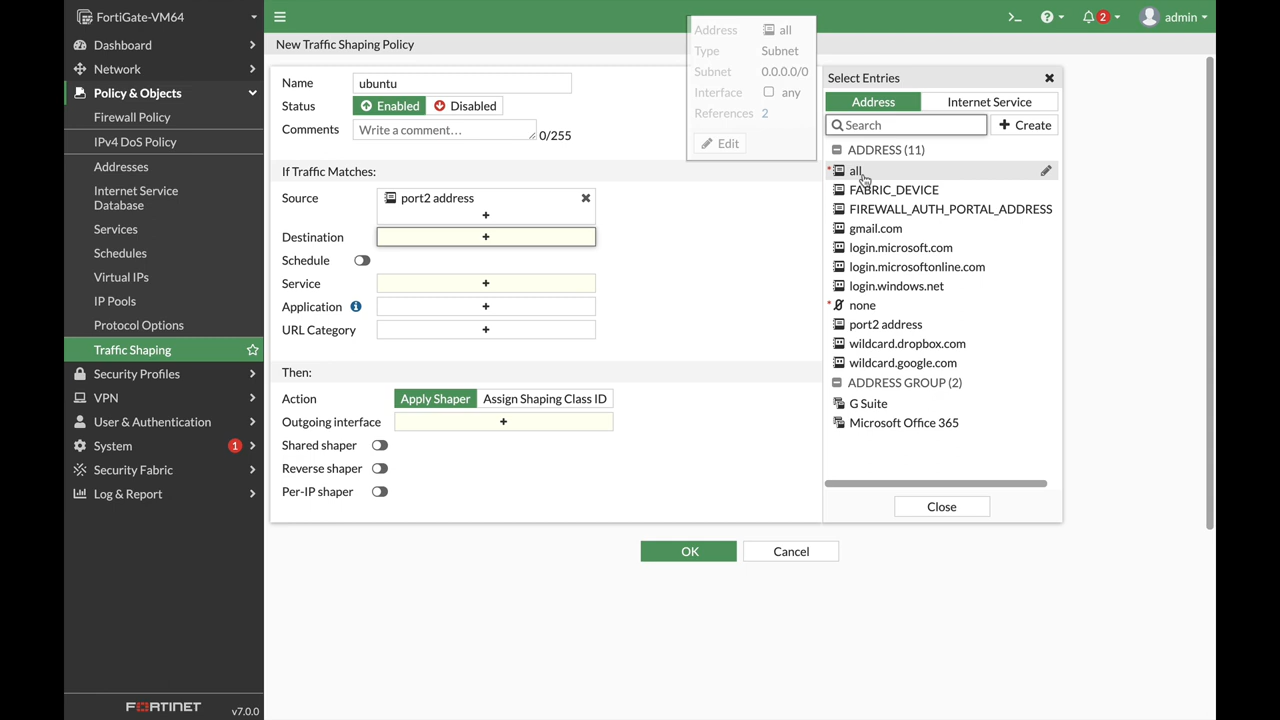 FortiGate-VM64
2
admin
Dashboard
Network
Policy & Objects
Firewall Policy
IPv4 DoS Policy
Addresses
Internet Service
Database
Services
Schedules
Virtual IPs
IP Pools
Protocol Options
Traffic Shaping
Security Profiles
VPN
User & Authentication
System 1
Security Fabric
Log & Report
FORTINET v7.0.0
New Traffic Shaping Policy
Name ubuntu
Status Enabled Disabled
Comments Write a comment... 0/255
If Traffic Matches:
Source port2 address
+
Destination +
Schedule
Service +
Application +
URL Category +
Then:
Action Apply Shaper Assign Shaping Class ID
Outgoing interface +
Shared shaper
Reverse shaper
Per-IP shaper
OK Cancel
Address all
Type Subnet
Subnet 0.0.0.0/0
Interface any
References 2
Edit
Select Entries
Address Internet Service
Search + Create
ADDRESS (11)
all
FABRIC_DEVICE
FIREWALL_AUTH_PORTAL_ADDRESS
gmail.com
login.microsoft.com
login.microsoftonline.com
login.windows.net
none
port2 address
wildcard.dropbox.com
wildcard.google.com
ADDRESS GROUP (2)
G Suite
Microsoft Office 365
Close